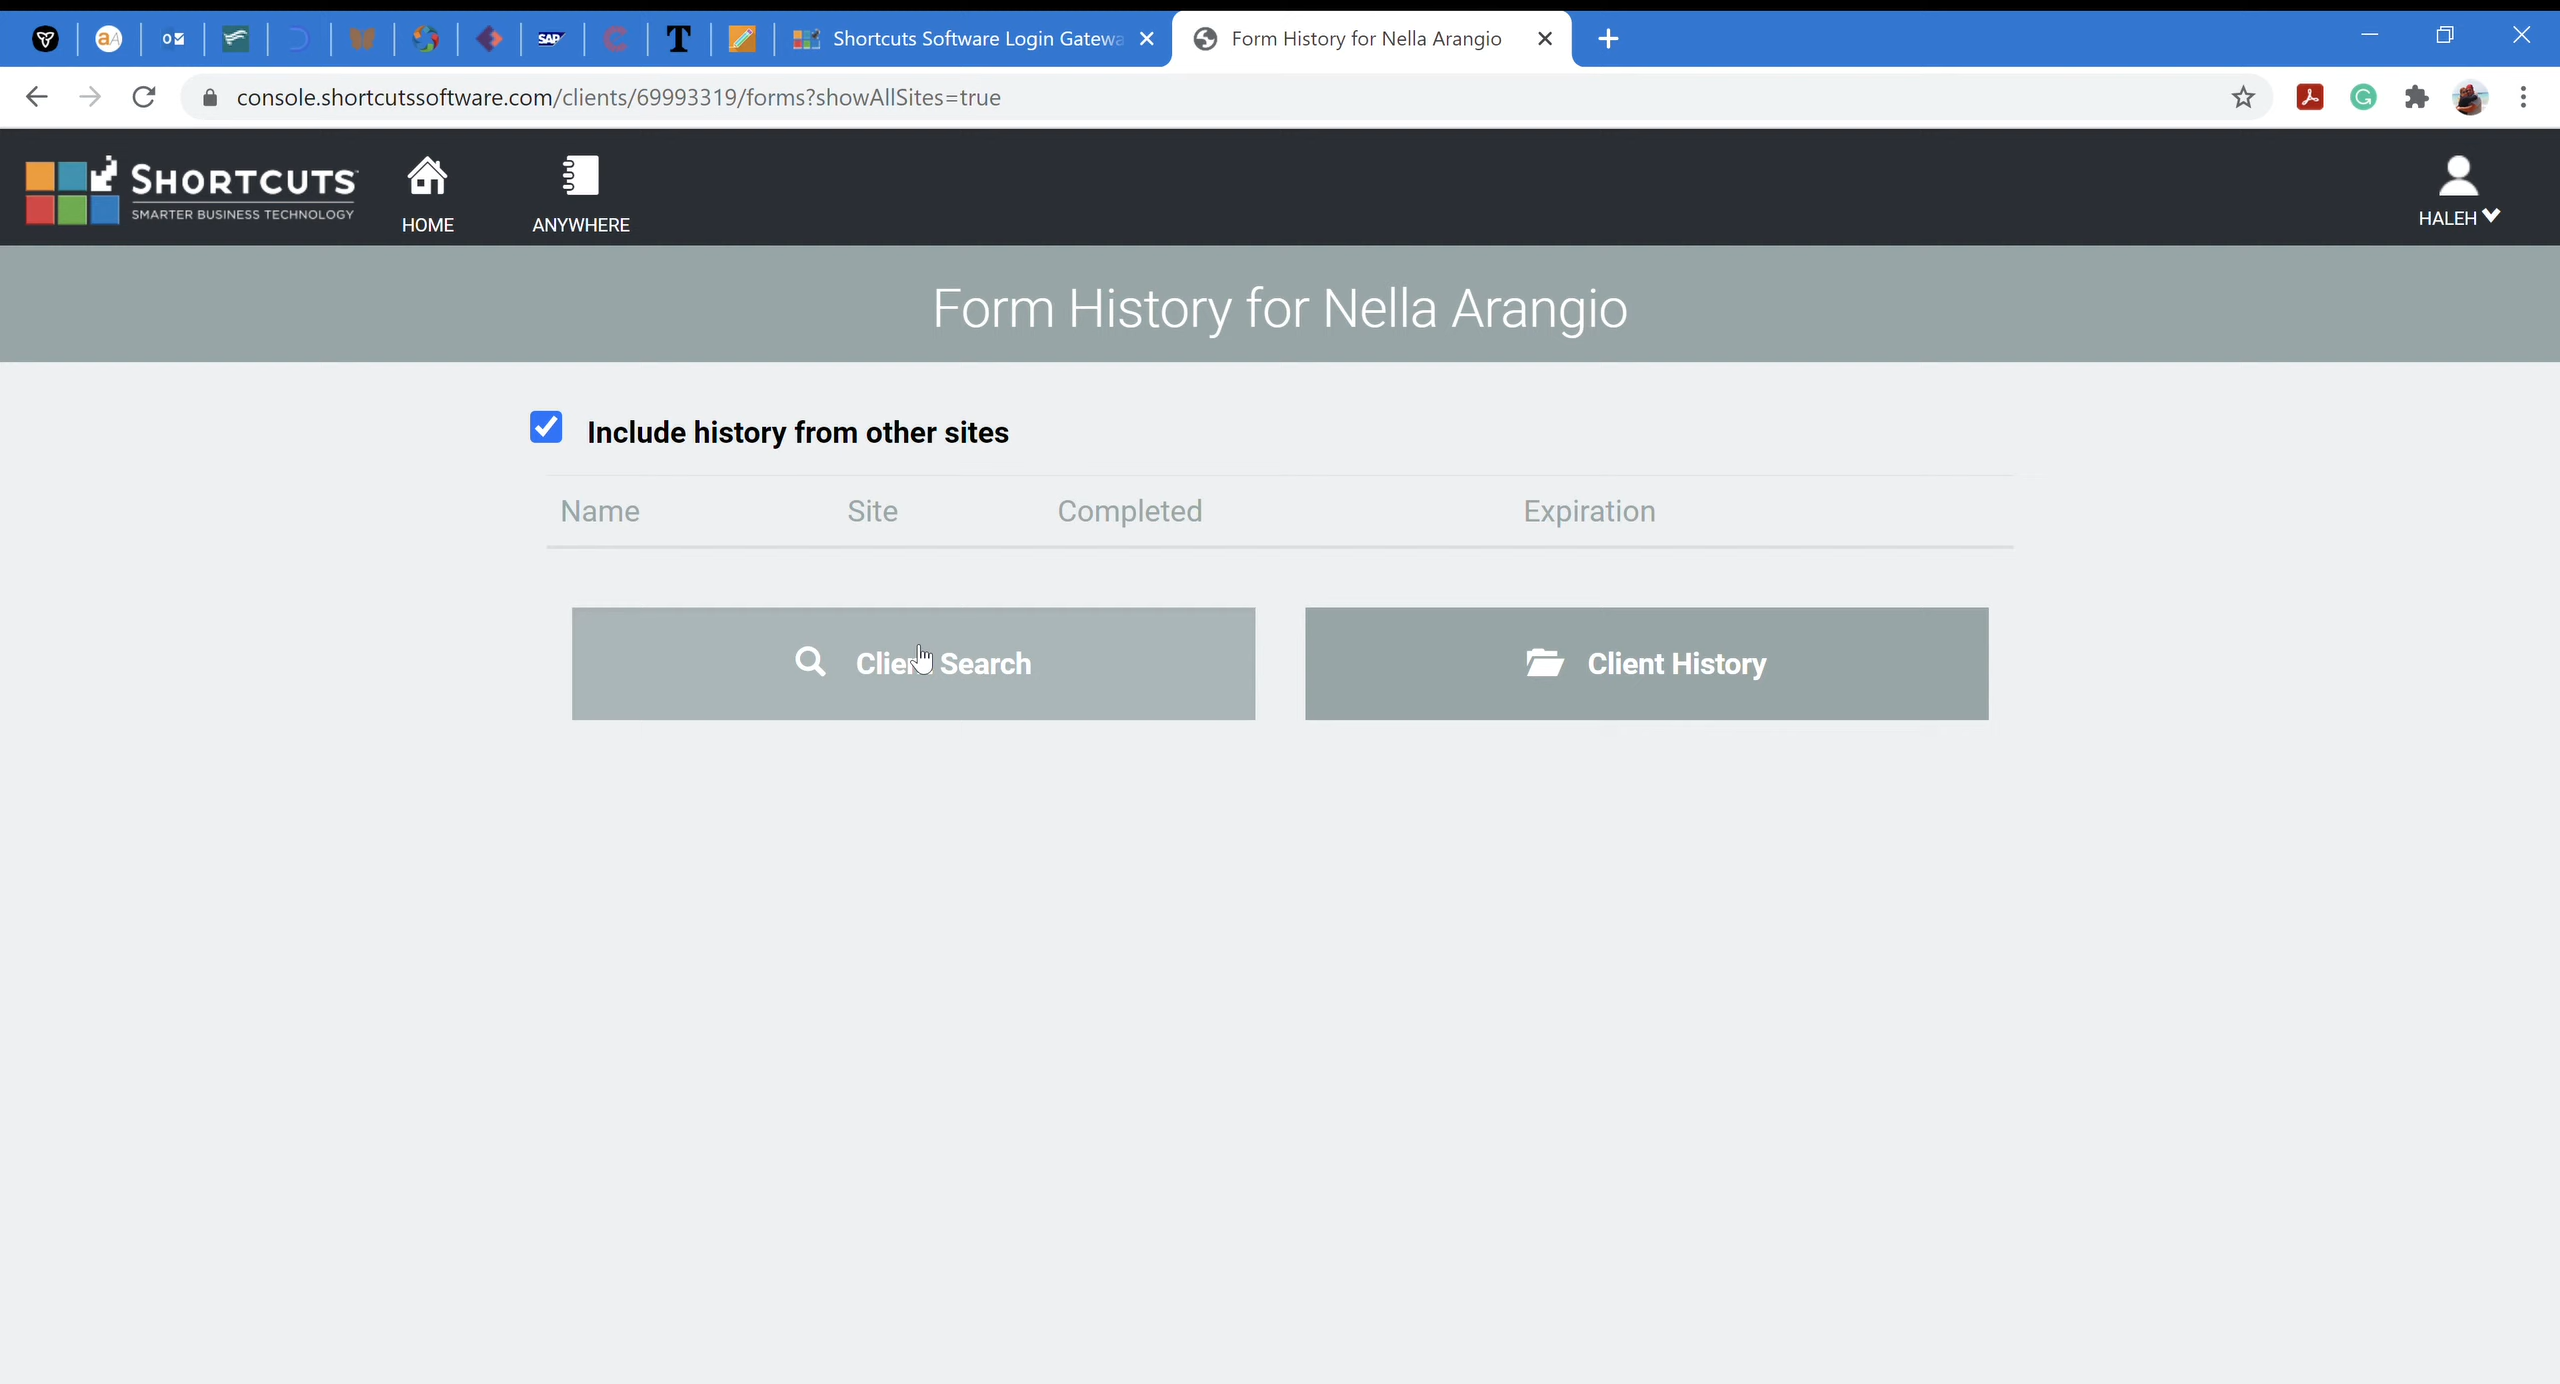 aA
SAP
T
Shortcuts Software Login Gatewa
Form History for Nella Arangio
console.shortcutssoftware.com/clients/69993319/forms?showAllSites=true
SHORTCUTS
SMARTER BUSINESS TECHNOLOGY
HOME
ANYWHERE
HALEH
Form History for Nella Arangio
Include history from other sites
Name Site Completed Expiration
Client Search
Client History